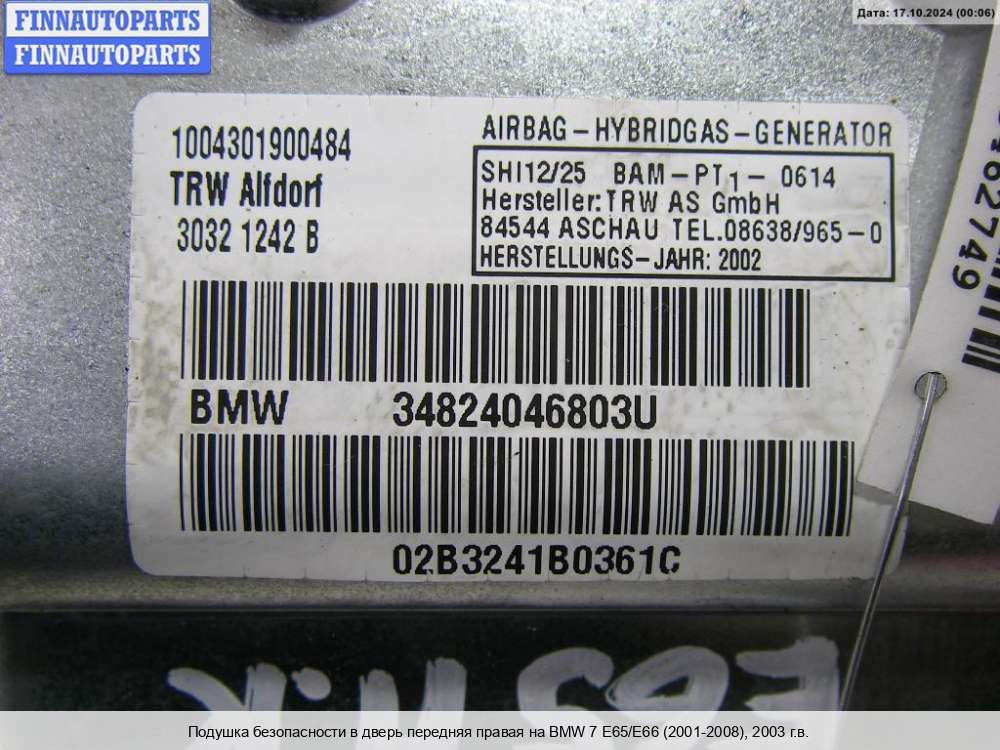 FINNAUTOPARTS
FINNAUTOPARTS
Дата: 17.10.2024 (00:06)
1004301900484
TRW Alfdorf
3032 1242 B
AIRBAG-HYBRIDGAS-GENERATOR
SHI12/25 BAM-PT1- 0614
Hersteller:TRW AS GmbH
84544 ASCHAU TEL.08638/965-0
HERSTELLUNGS-JAHR: 2002
BMW 34824046803U
02B3241B0361C
E65
Подушка безопасности в дверь передняя правая на BMW 7 E65/E66 (2001-2008), 2003 г.в.